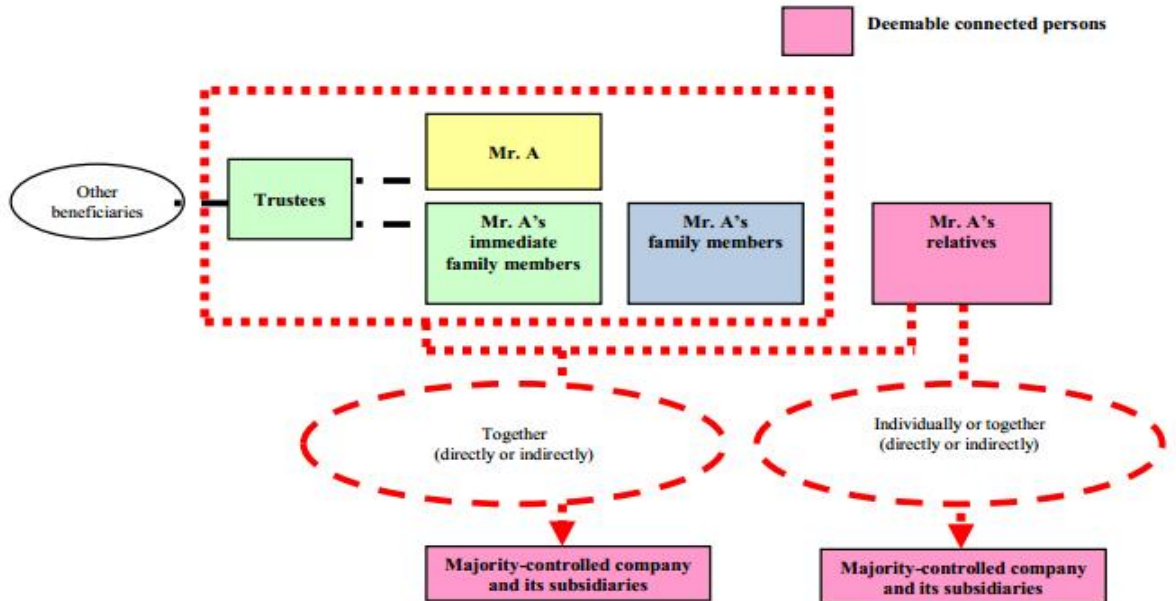 Deemable connected persons
Other
beneficiaries
Trustees
Mr. A
Mr. A's
immediate
family members
Mr. A's
family members
Mr. A's
relatives
Together
(directly or indirectly)
Individually or together
(directly or indirectly)
Majority-controlled company
and its subsidiaries
Majority-controlled company
and its subsidiaries